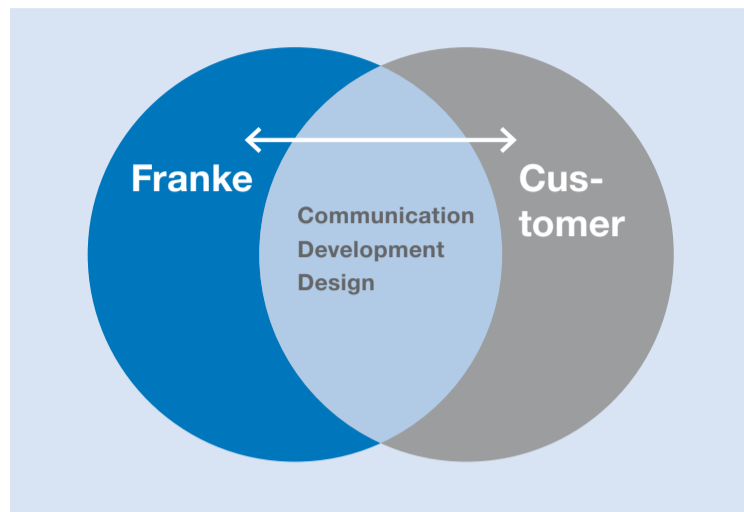 Franke
Cus-
tomer
Communication
Development
Design